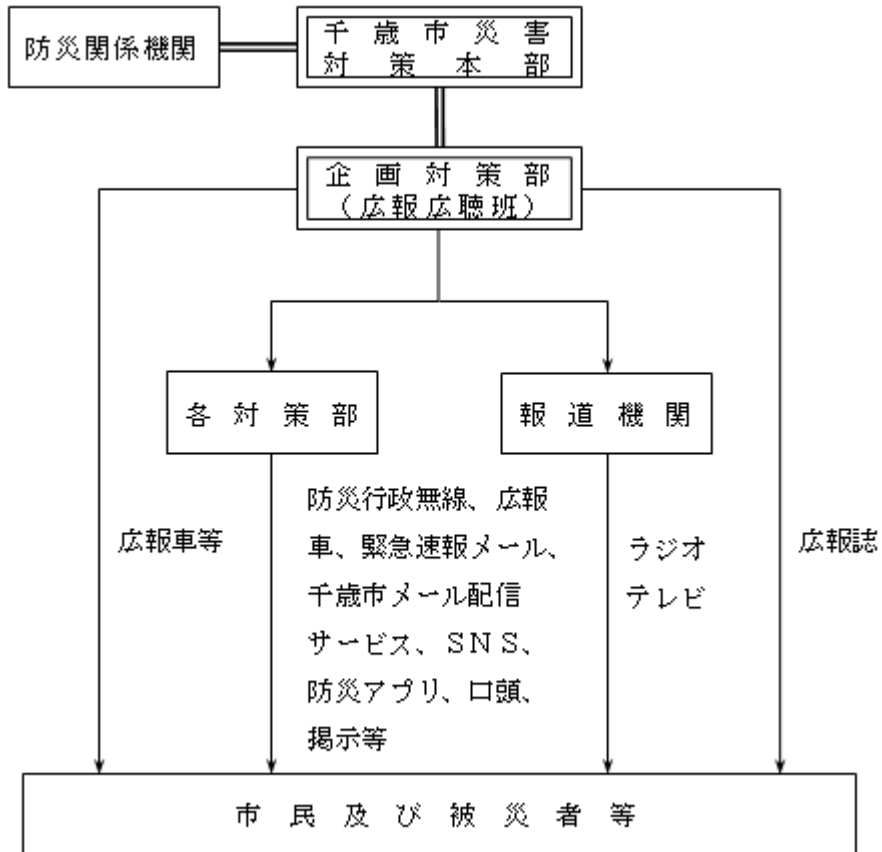 防災関係機関
千歳市災害
対策本部
企画対策部
（広報広聴班）
各対策部
報道機関
広報車等
防災行政無線、広報
車、緊急速報メール、
千歳市メール配信
サービス、ＳＮＳ、
防災アプリ、口頭、
掲示等
ラジオ
テレビ
広報誌
市民及び被災者等